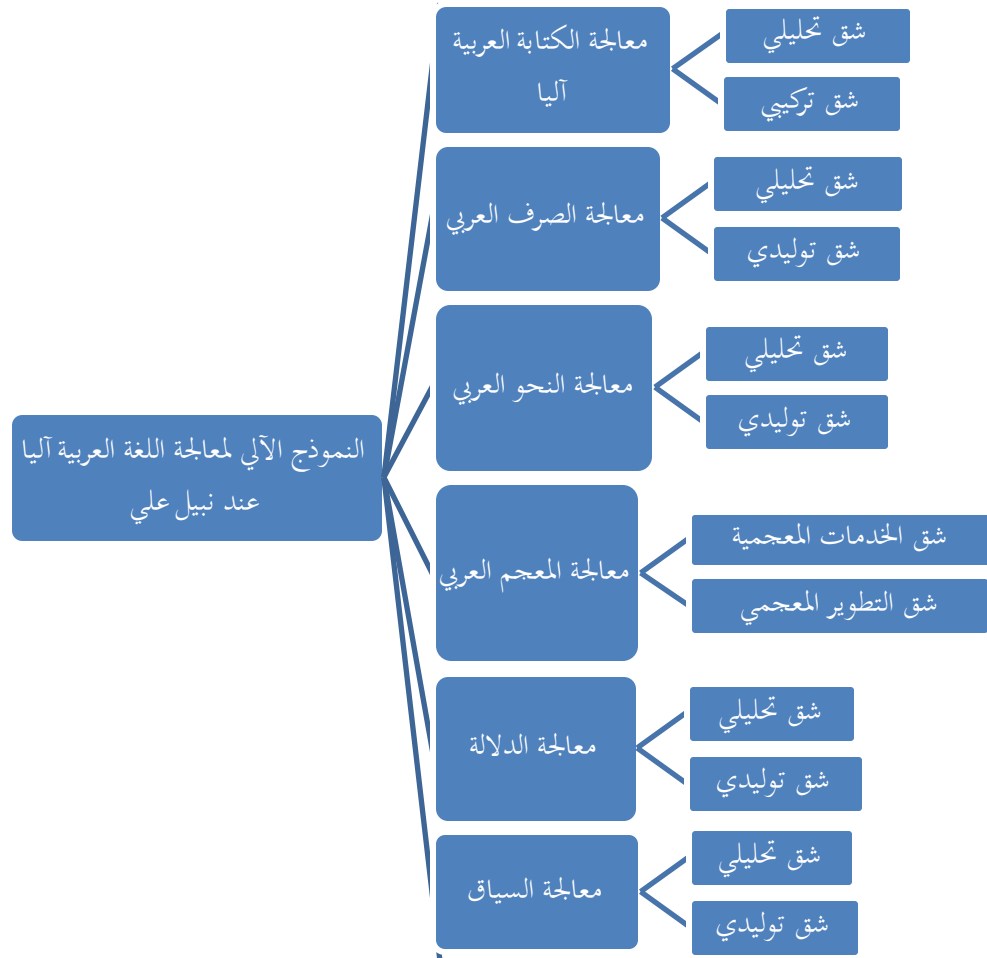 النموذج الآلي لمعالجة اللغة العربية آليا
عند نبيل علي
معالجة الكتابة العربية
آليا
شق تحليلي
شق تركيبي
معالجة الصرف العربي
شق تحليلي
شق توليدي
معالجة النحو العربي
شق تحليلي
شق توليدي
معالجة المعجم العربي
شق الخدمات المعجمية
شق التطوير المعجمي
معالجة الدلالة
شق تحليلي
شق توليدي
معالجة السياق
شق تحليلي
شق توليدي